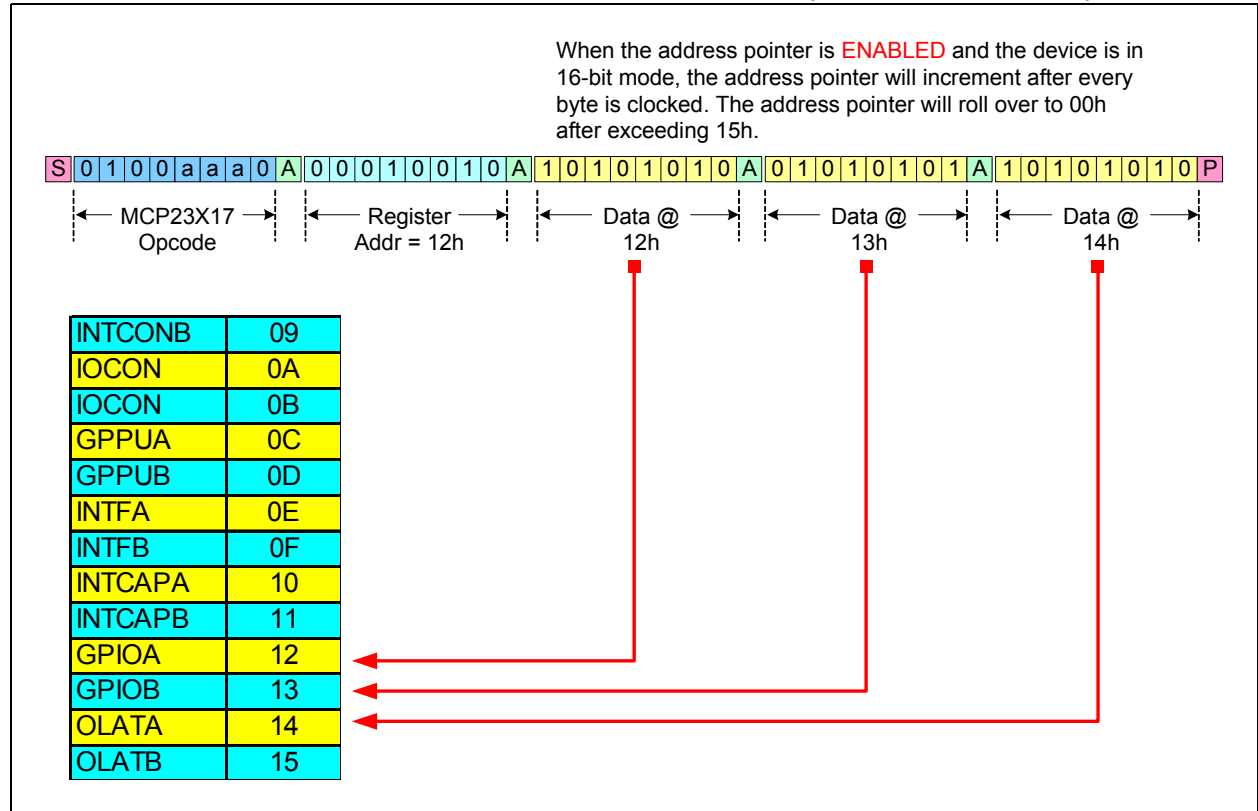 When the address pointer is ENABLED and the device is in
16-bit mode, the address pointer will increment after every
byte is clocked. The address pointer will roll over to 00h
after exceeding 15h.
S 0 1 0 0 a a a 0 A 0 0 0 1 0 0 1 0 A 1 0 1 0 1 0 1 0 A 0 1 0 1 0 1 0 1 A 1 0 1 0 1 0 1 0 P
MCP23X17 Register Data @ Data @ Data @
Opcode Addr = 12h 12h 13h 14h
INTCONB 09
IOCON 0A
IOCON 0B
GPPUA 0C
GPPUB 0D
INTFA 0E
INTFB 0F
INTCAPA 10
INTCAPB 11
GPIOA 12
GPIOB 13
OLATA 14
OLATB 15